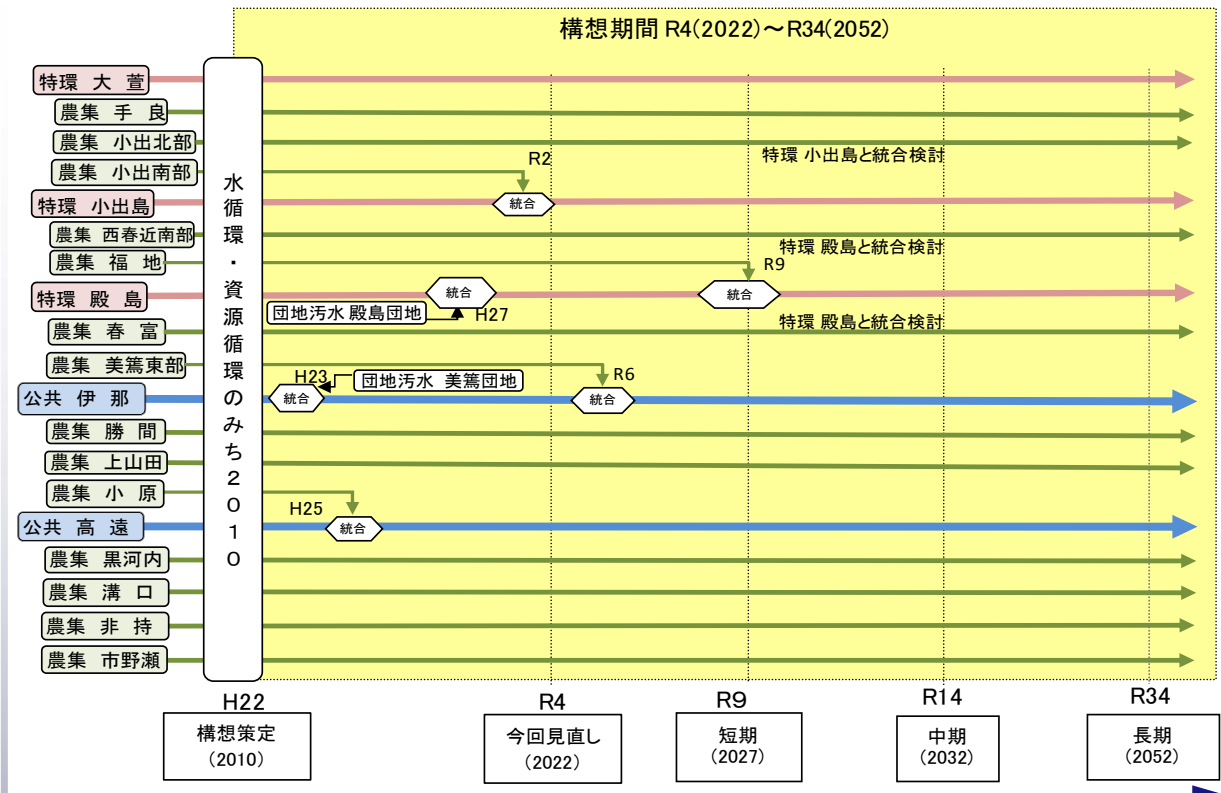 構想期間 R4(2022)～R34(2052)
特環 大 萱
農集 手 良
農集 小出北部
特環 小出島と統合検討
農集 小出南部
R2
特環 小出島
統合
農集 西春近南部
特環 殿島と統合検討
農集 福 地
R9
特環 殿 島
統合
統合
団地汚水 殿島団地
H27
農集 春 富
特環 殿島と統合検討
農集 美篶東部
H23
団地汚水 美篶団地
R6
公共 伊 那
統合
統合
農集 勝 間
農集 上山田
農集 小 原
H25
公共 高 遠
統合
農集 黒河内
農集 溝 口
農集 非 持
農集 市野瀬
水循環・資源循環のみち2010
H22
R4
R9
R14
R34
構想策定
(2010)
今回見直し
(2022)
短期
(2027)
中期
(2032)
長期
(2052)